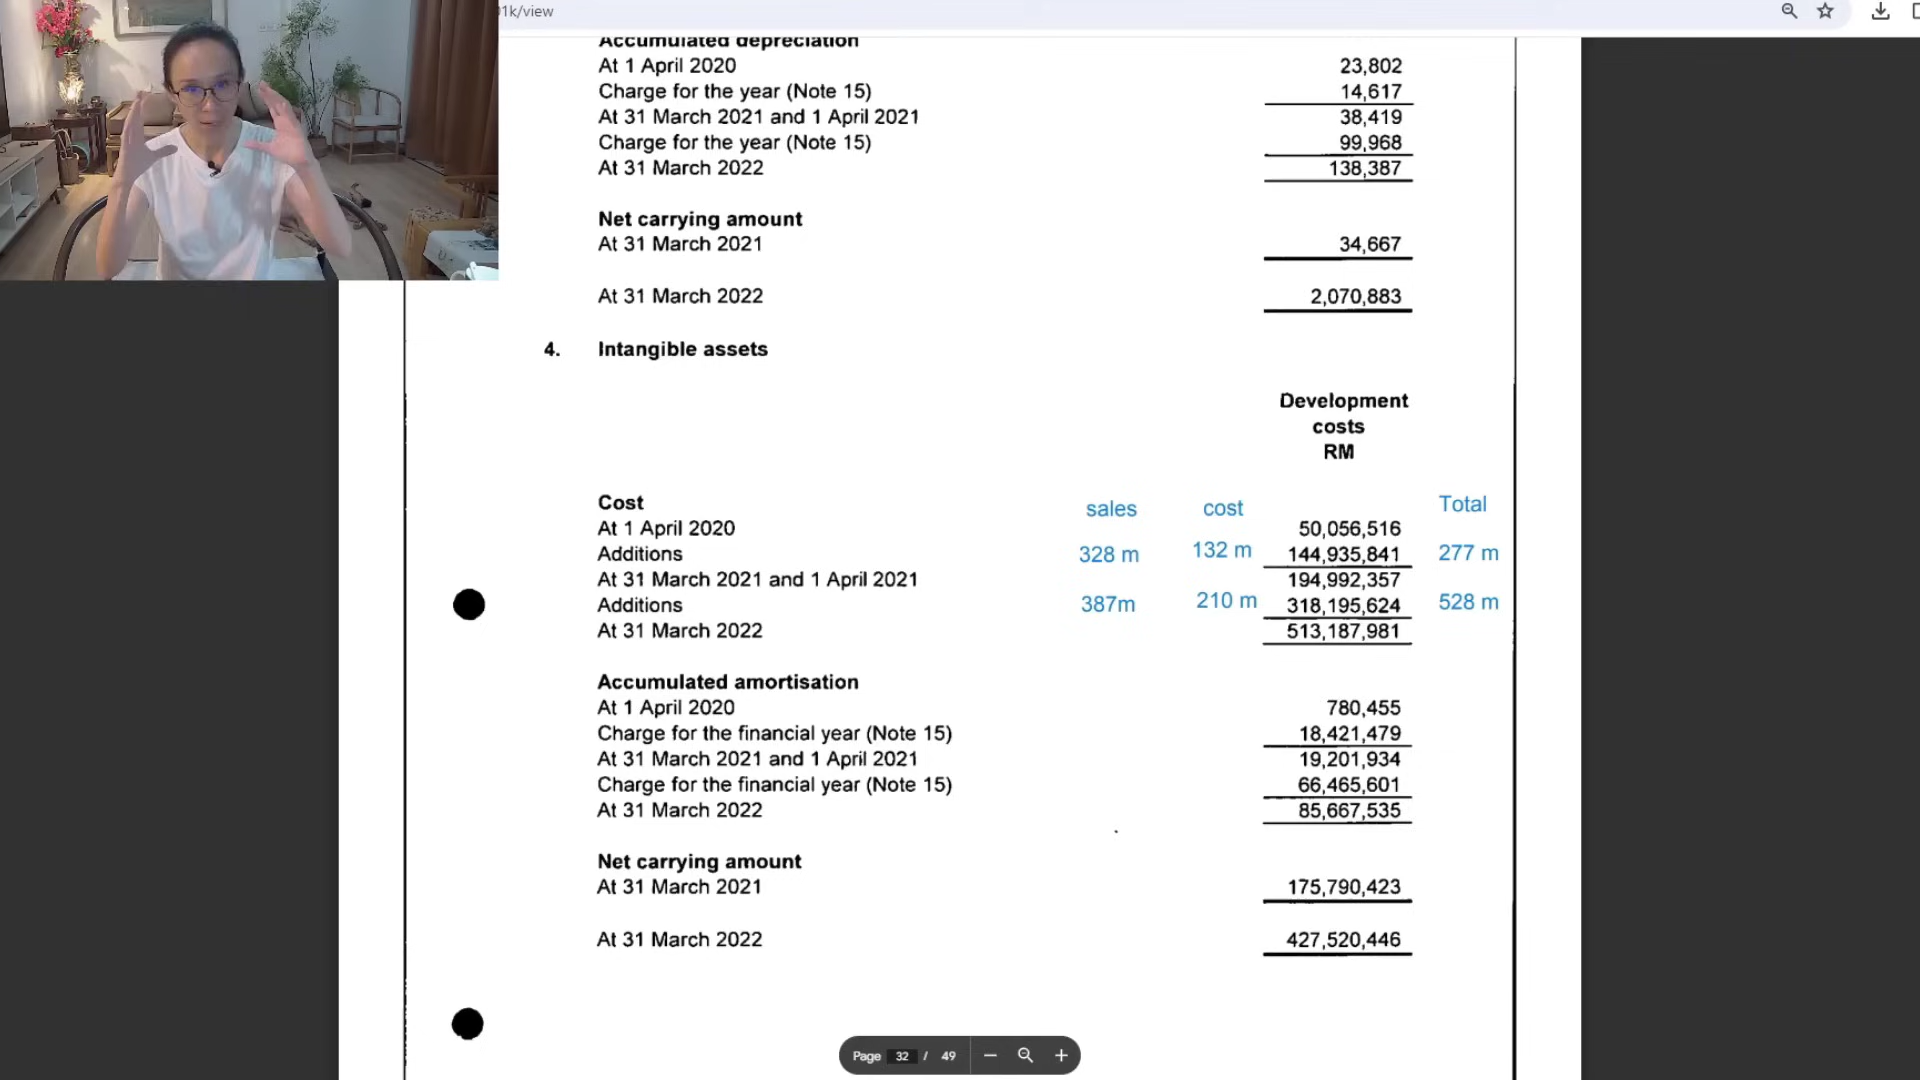 1k/view
Accumulated depreciation
At 1 April 2020 23,802
Charge for the year (Note 15) 14,617
At 31 March 2021 and 1 April 2021 38,419
Charge for the year (Note 15) 99,968
At 31 March 2022 138,387
Net carrying amount
At 31 March 2021 34,667
At 31 March 2022 2,070,883
4. Intangible assets
Development
costs
RM
Cost sales cost Total
At 1 April 2020 50,056,516
Additions 328 m 132 m 144,935,841 277 m
At 31 March 2021 and 1 April 2021 194,992,357
Additions 387m 210 m 318,195,624 528 m
At 31 March 2022 513,187,981
Accumulated amortisation
At 1 April 2020 780,455
Charge for the financial year (Note 15) 18,421,479
At 31 March 2021 and 1 April 2021 19,201,934
Charge for the financial year (Note 15) 66,465,601
At 31 March 2022 85,667,535
Net carrying amount
At 31 March 2021 175,790,423
At 31 March 2022 427,520,446
Page 32 / 49